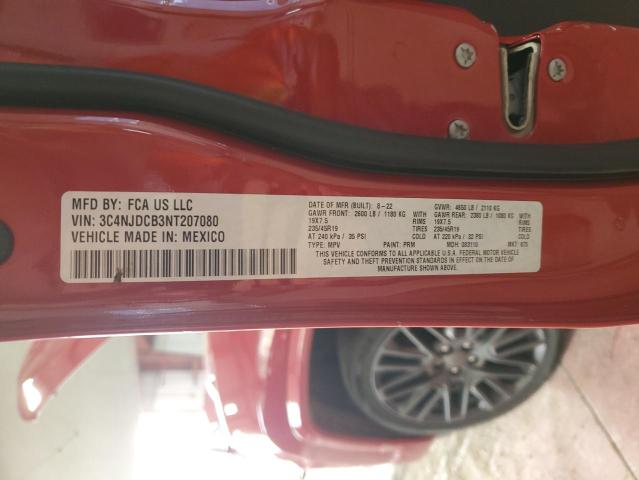 MFD BY: FCA US LLC
VIN: 3C4NJDCB3NT207080
VEHICLE MADE IN: MEXICO
DATE OF MFR (BUILT): 8-22 GVWR: 4650 LB / 2110 KG
GAWR FRONT: 2600 LB / 1180 KG WITH GAWR REAR: 2380 LB / 1080 KG WITH
19X7.5 RIMS 19X7.5 RIMS
235/45R19 TIRES 235/45R19 TIRES
AT 240 kPa / 35 PSI COLD AT 220 kPa / 32 PSI COLD
TYPE: MPV PAINT: PRM MDH: 083110 MKT: 675
THIS VEHICLE CONFORMS TO ALL APPLICABLE U.S.A. FEDERAL MOTOR VEHICLE
SAFETY AND THEFT PREVENTION STANDARDS IN EFFECT ON THE DATE OF
MANUFACTURE SHOWN ABOVE.